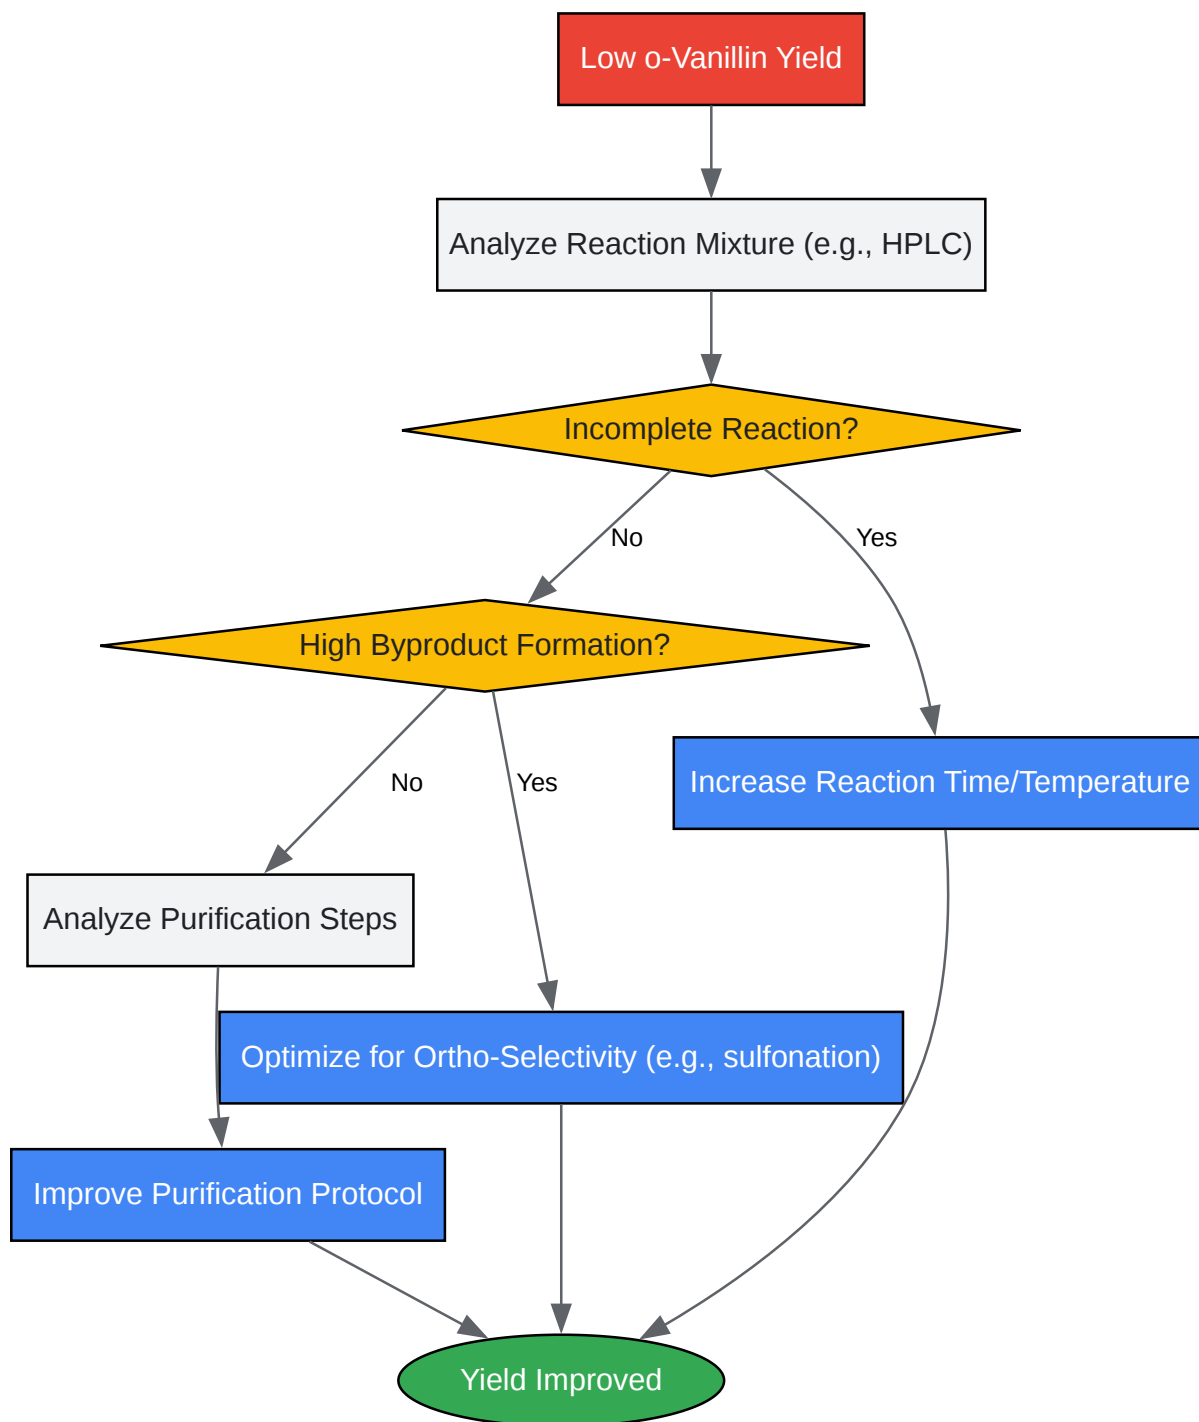 Low o-Vanillin Yield
Analyze Reaction Mixture (e.g., HPLC)
Incomplete Reaction?
No
Yes
High Byproduct Formation?
No
Yes
Increase Reaction Time/Temperature
Analyze Purification Steps
Optimize for Ortho-Selectivity (e.g., sulfonation)
Improve Purification Protocol
Yield Improved